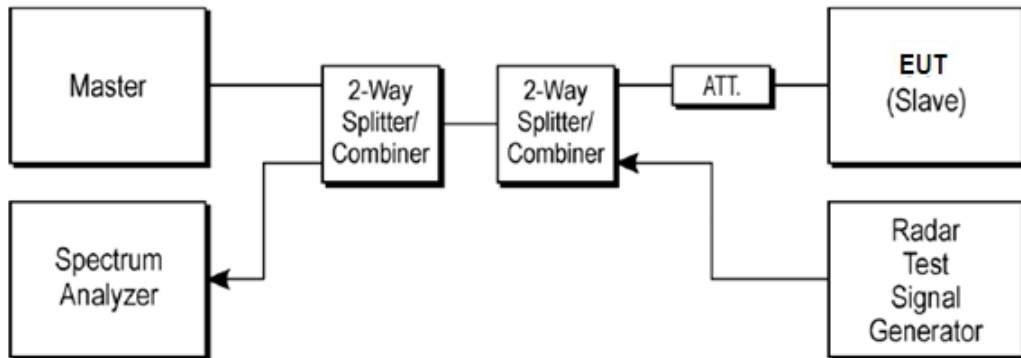 Master
2-Way
Splitter/
Combiner
2-Way
Splitter/
Combiner
ATT.
EUT
(Slave)
Spectrum
Analyzer
Radar
Test
Signal
Generator